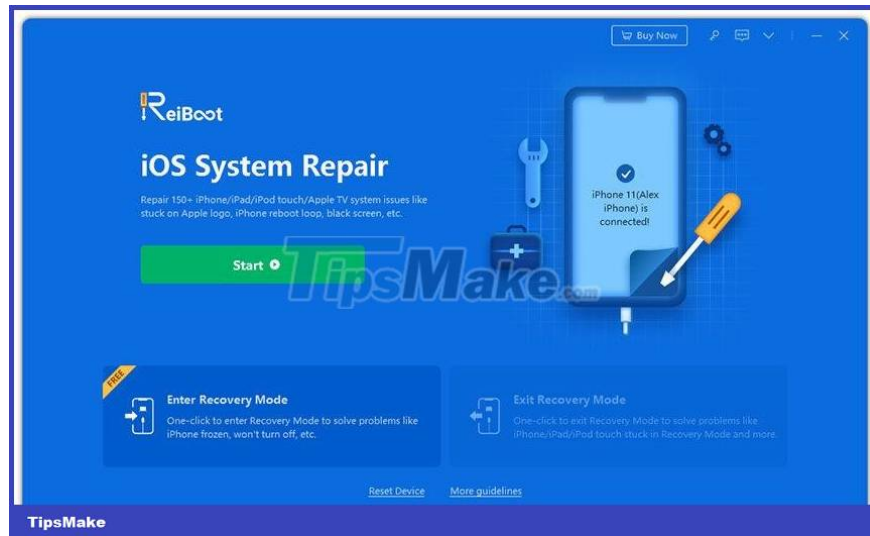 Buy Now
ReiBoot
iOS System Repair
Repair 150+ iPhone/iPad/iPod touch/Apple TV system issues like
stuck on Apple logo, iPhone reboot loop, black screen, etc.
iPhone 11(Alex
iPhone) is
connected!
Start
TipsMake.com
FREE
Enter Recovery Mode
One-click to enter Recovery Mode to solve problems like
iPhone frozen, won't turn off, etc.
Exit Recovery Mode
One-click to exit Recovery Mode to solve problems like
iPhone/iPad/iPod touch stuck in Recovery Mode and more.
Reset Device
More guidelines
TipsMake